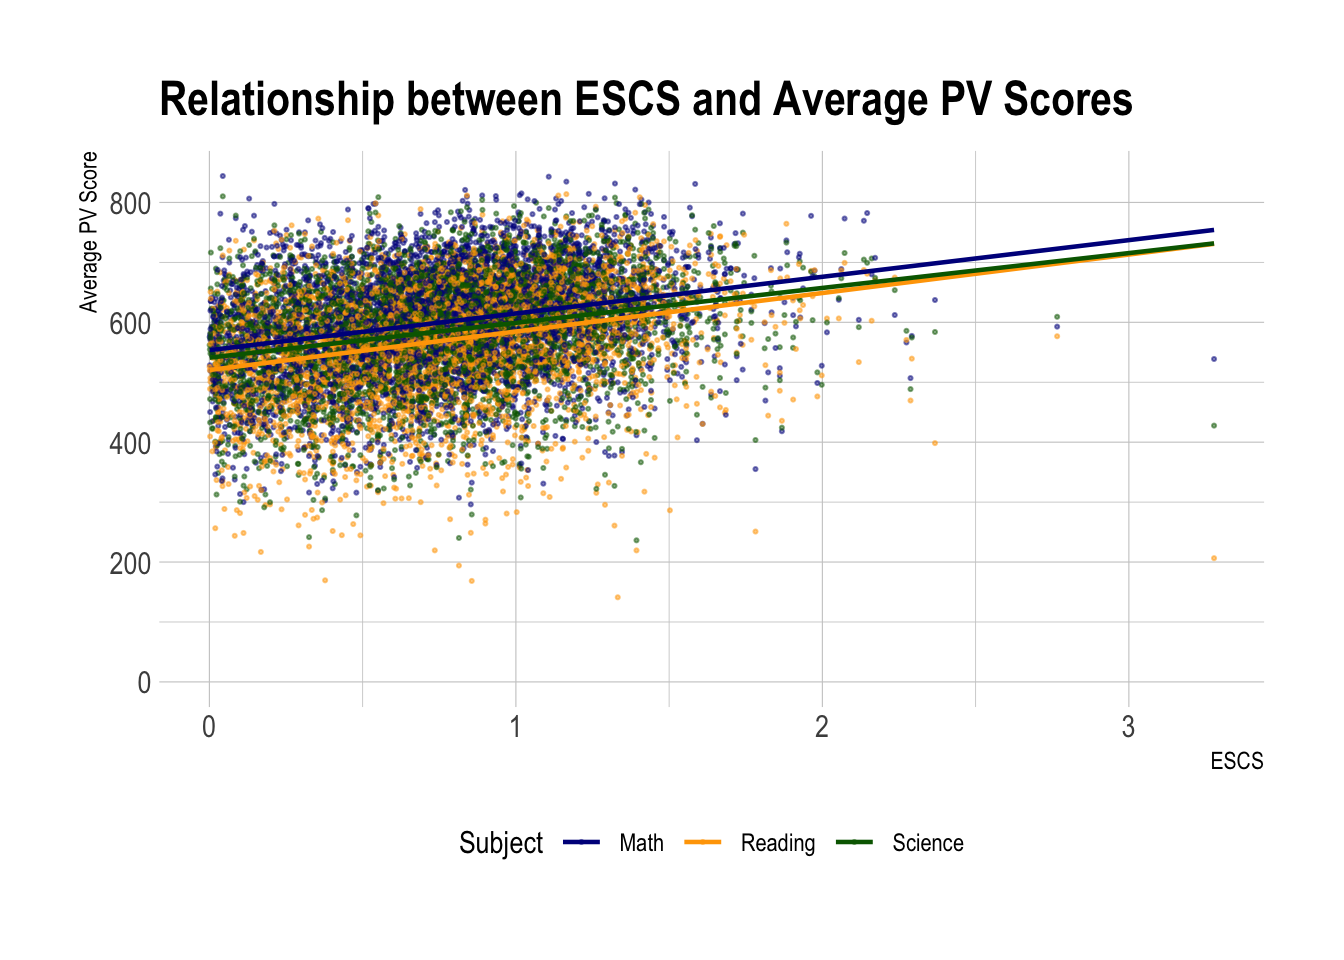 Relationship between ESCS and Average PV Scores
Average PV Score
800
600
400
200
0
0 1 2 3
ESCS
Subject Math Reading Science